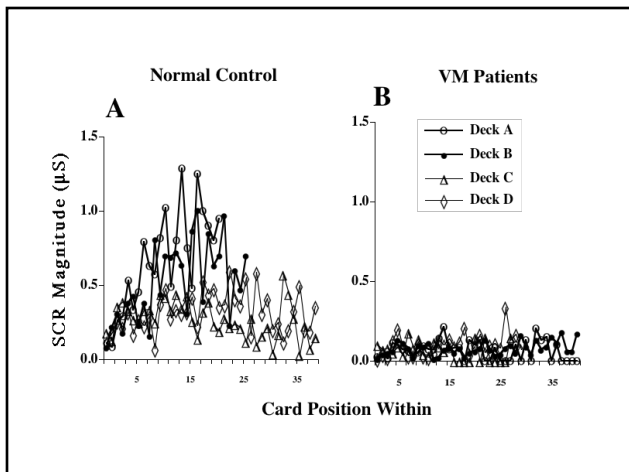 Normal Control
VM Patients
A
B
SCR Magnitude (µS)
1.5
1.0
0.5
0.0
5
15
25
35
1.5
1.0
0.5
0.0
5
15
25
35
Deck A
Deck B
Deck C
Deck D
Card Position Within